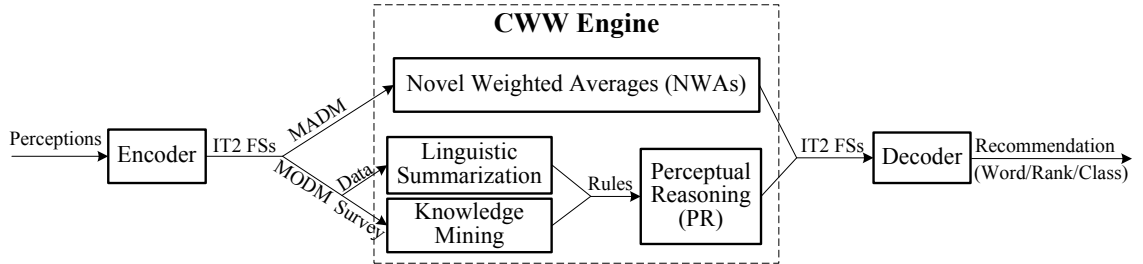 CWW Engine
Novel Weighted Averages (NWAs)
MADM
Perceptions
Encoder
IT2 FSs
MODM
Data
Survey
Linguistic
Summarization
Knowledge
Mining
Rules
Perceptual
Reasoning
(PR)
IT2 FSs
Decoder
Recommendation
(Word/Rank/Class)